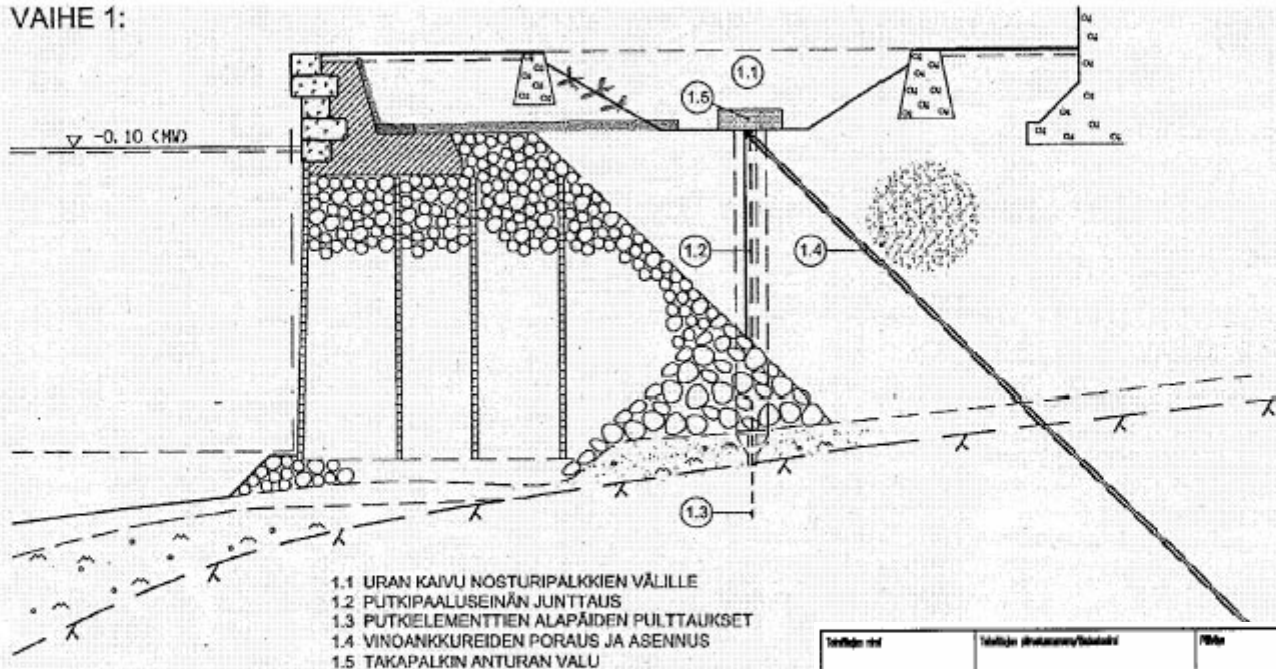 VAIHE 1:
1.1
1.5
-0.10 (MW)
1.2
1.4
1.3
1.1 URAN KAIVU NOSTURIPALKKIEN VÄLILLE
1.2 PUTKIPAALUSEINÄN JUNTTAUS
1.3 PUTKIELEMENTTIEN ALAPÄIDEN PULTTAUKSET
1.4 VINOANKKUREIDEN PORAUS JA ASENNUS
1.5 TAKAPALKIN ANTURAN VALU